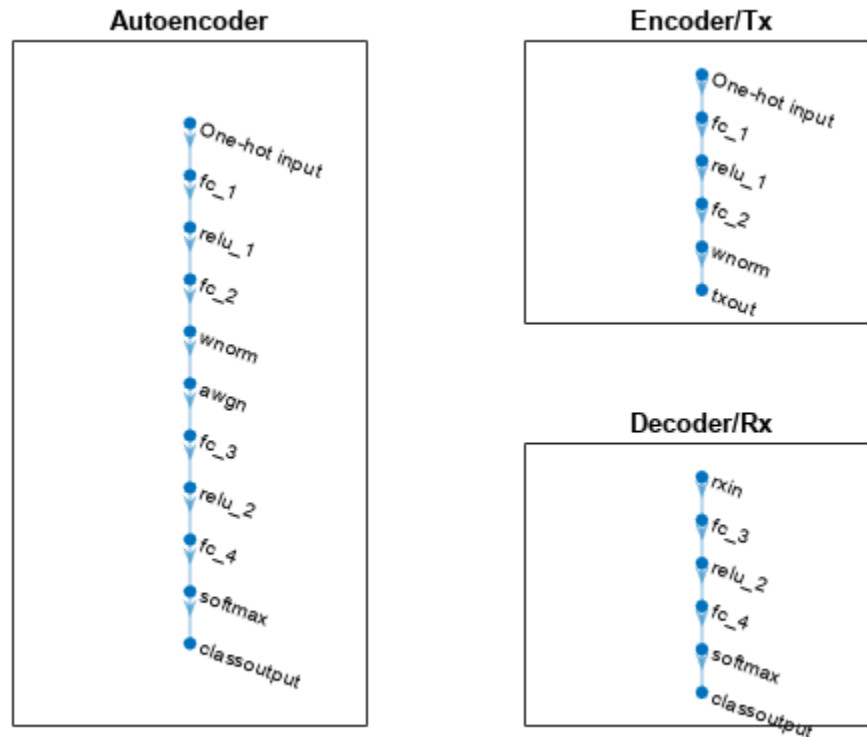 Autoencoder
One-hot input
fc_1
relu_1
fc_2
wnorm
awgn
fc_3
relu_2
fc_4
softmax
classoutput
Encoder/Tx
One-hot input
fc_1
relu_1
fc_2
wnorm
txout
Decoder/Rx
rxin
fc_3
relu_2
fc_4
softmax
classoutput